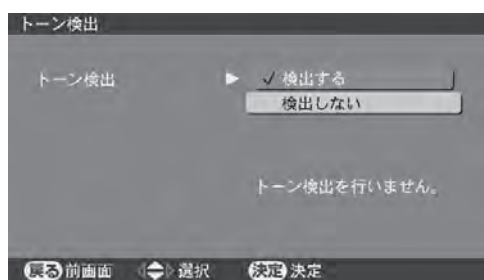 トーン検出
トーン検出 ▶ ✓ 検出する
検出しない
トーン検出を行いません。
戻る 前画面 選択 決定 決定